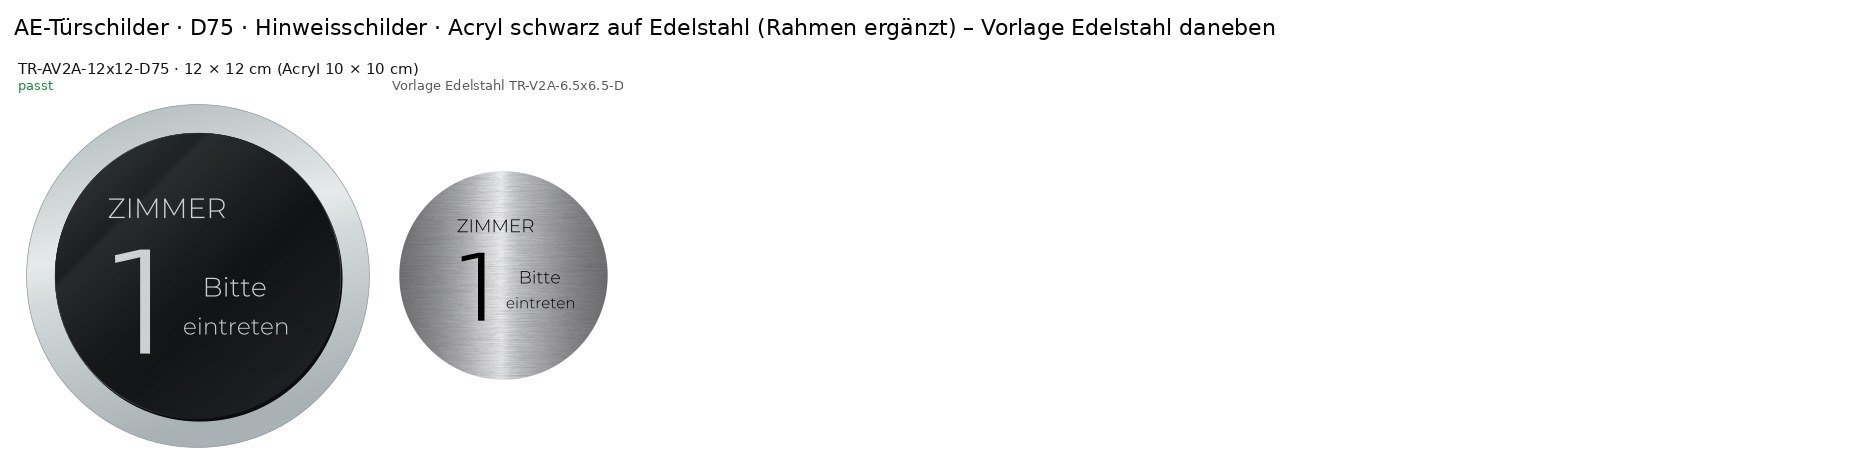 AE-Türschilder · D75 · Hinweisschilder · Acryl schwarz auf Edelstahl (Rahmen ergänzt) – Vorlage Edelstahl daneben
TR-AV2A-12x12-D75 · 12 × 12 cm (Acryl 10 × 10 cm)
passt
Vorlage Edelstahl TR-V2A-6.5x6.5-D
ZIMMER
1
Bitte
eintreten
ZIMMER
1
Bitte
eintreten